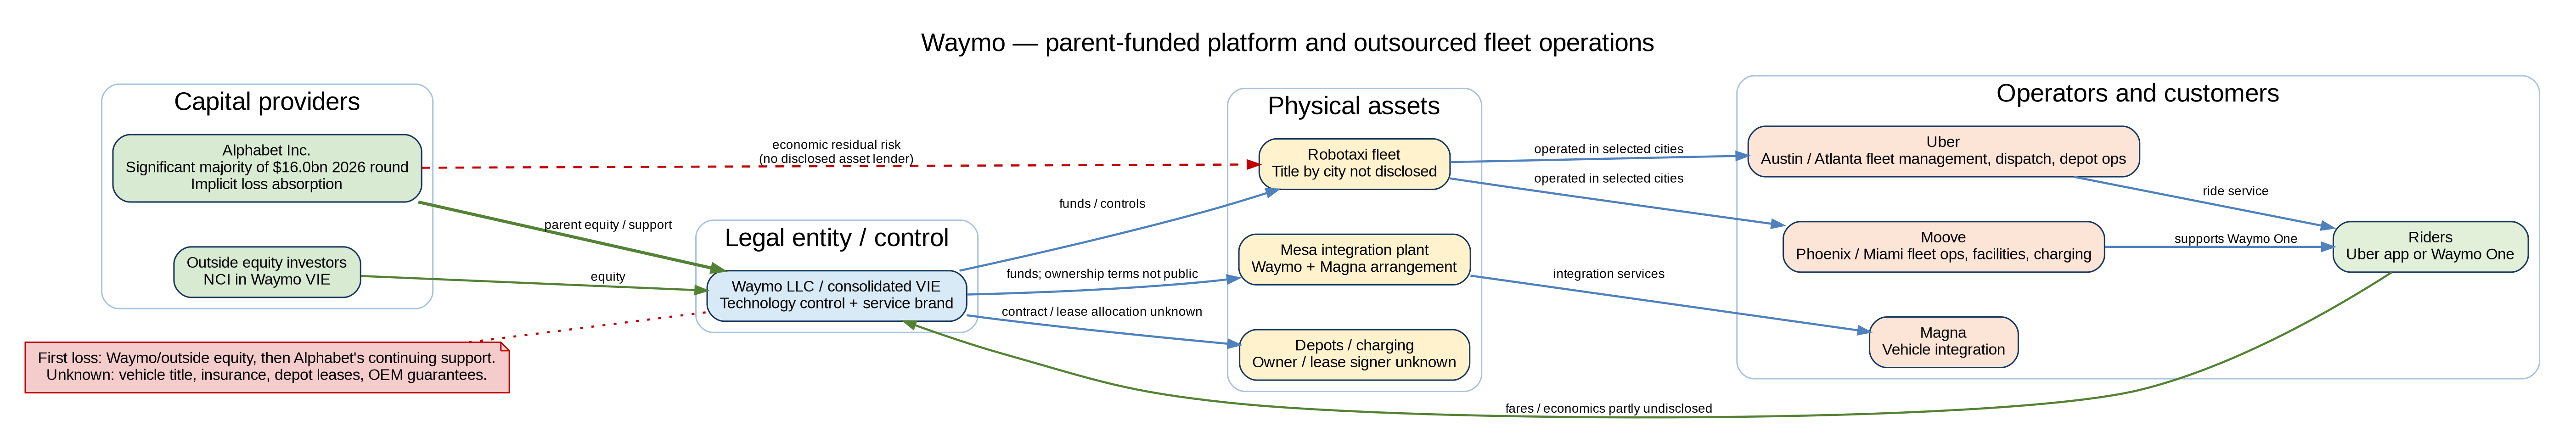 Waymo — parent-funded platform and outsourced fleet operations
Capital providers
Alphabet Inc.
Significant majority of $16.0bn 2026 round
Implicit loss absorption
Outside equity investors
NCI in Waymo VIE
First loss: Waymo/outside equity, then Alphabet's continuing support.
Unknown: vehicle title, insurance, depot leases, OEM guarantees.
economic residual risk
(no disclosed asset lender)
parent equity / support
equity
Legal entity / control
Waymo LLC / consolidated VIE
Technology control + service brand
funds / controls
funds; ownership terms not public
contract / lease allocation unknown
Physical assets
Robotaxi fleet
Title by city not disclosed
Mesa integration plant
Waymo + Magna arrangement
Depots / charging
Owner / lease signer unknown
operated in selected cities
operated in selected cities
integration services
fares / economics partly undisclosed
Operators and customers
Uber
Austin / Atlanta fleet management, dispatch, depot ops
Moove
Phoenix / Miami fleet ops, facilities, charging
Magna
Vehicle integration
ride service
supports Waymo One
Riders
Uber app or Waymo One